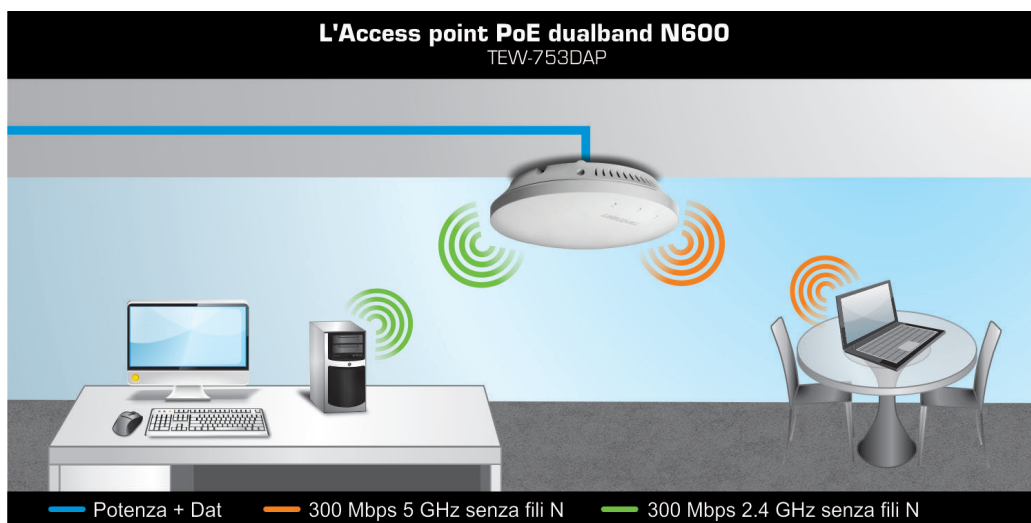 L'Access point PoE dualband N600
TEW-753DAP
Potenza + Dat
300 Mbps 5 GHz senza fili N
300 Mbps 2.4 GHz senza fili N